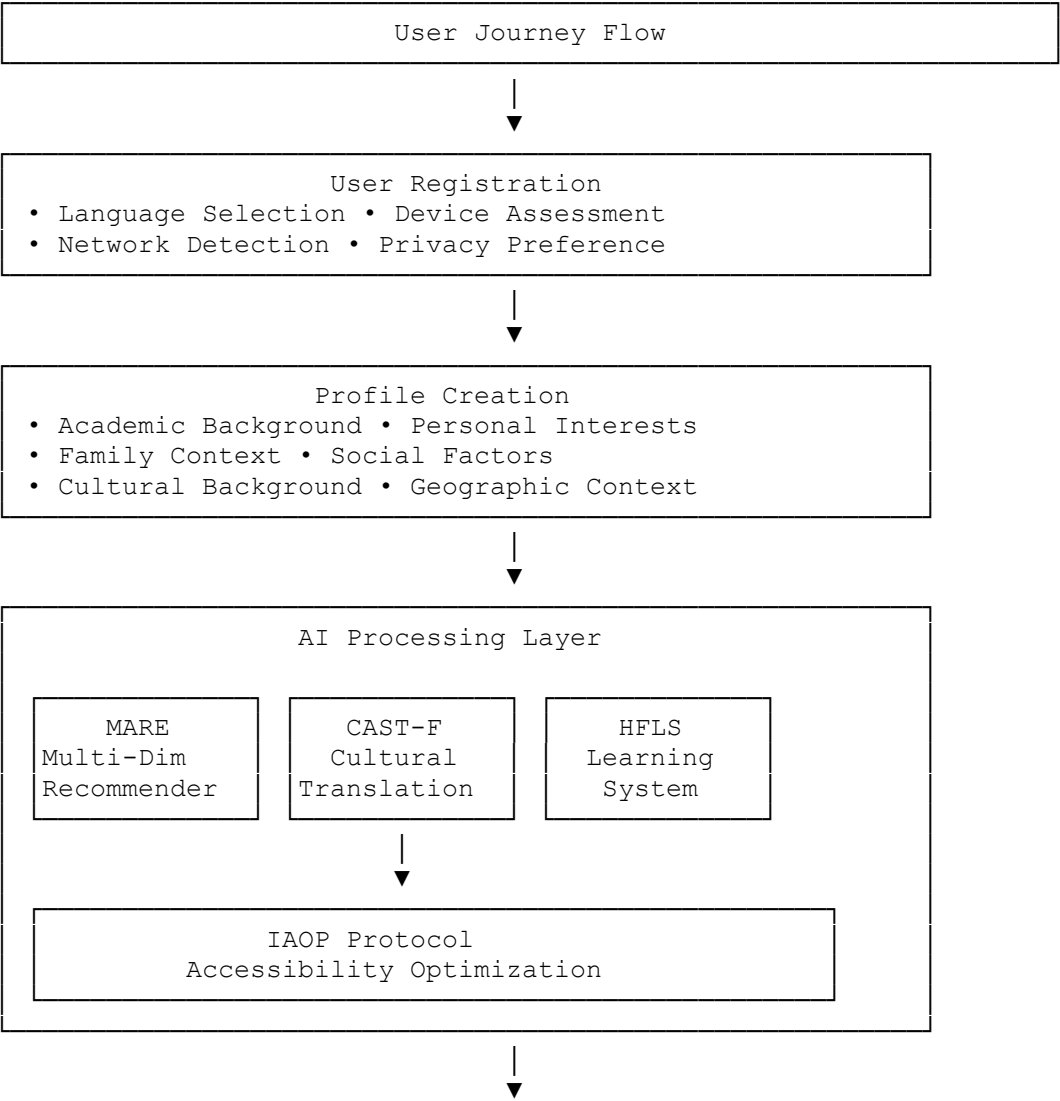 User Journey Flow
User Registration
• Language Selection • Device Assessment
• Network Detection • Privacy Preference
Profile Creation
• Academic Background • Personal Interests
• Family Context • Social Factors
• Cultural Background • Geographic Context
AI Processing Layer
MARE CAST-F HFLS
Multi-Dim Cultural Learning
Recommender Translation System
IAOP Protocol
Accessibility Optimization